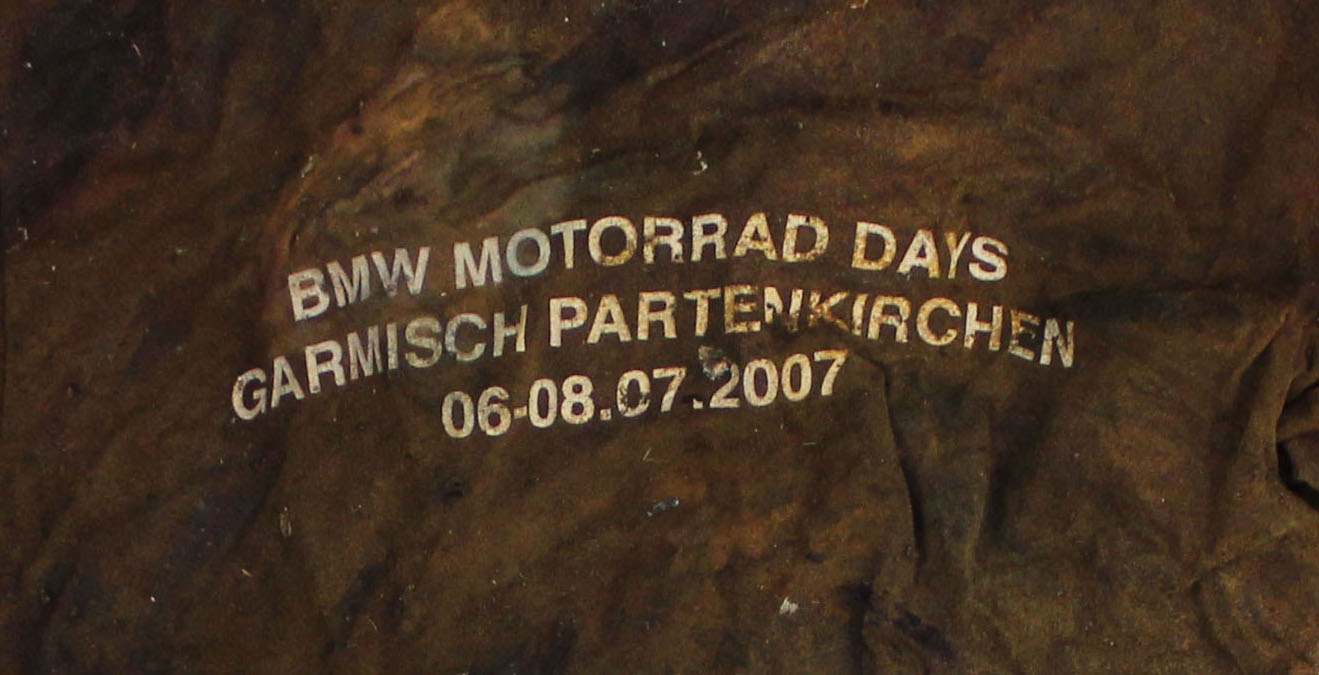 BMW MOTORRAD DAYS
GARMISCH PARTENKIRCHEN
06-08.07.2007